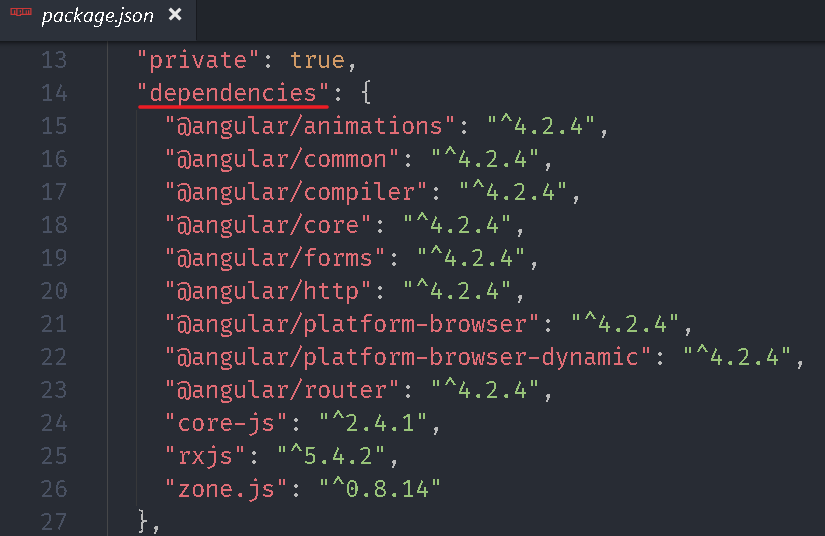 npm package.json ×
13 "private": true,
14 "dependencies": {
15 "@angular/animations": "^4.2.4",
16 "@angular/common": "^4.2.4",
17 "@angular/compiler": "^4.2.4",
18 "@angular/core": "^4.2.4",
19 "@angular/forms": "^4.2.4",
20 "@angular/http": "^4.2.4",
21 "@angular/platform-browser": "^4.2.4",
22 "@angular/platform-browser-dynamic": "^4.2.4",
23 "@angular/router": "^4.2.4",
24 "core-js": "^2.4.1",
25 "rxjs": "^5.4.2",
26 "zone.js": "^0.8.14"
27 },